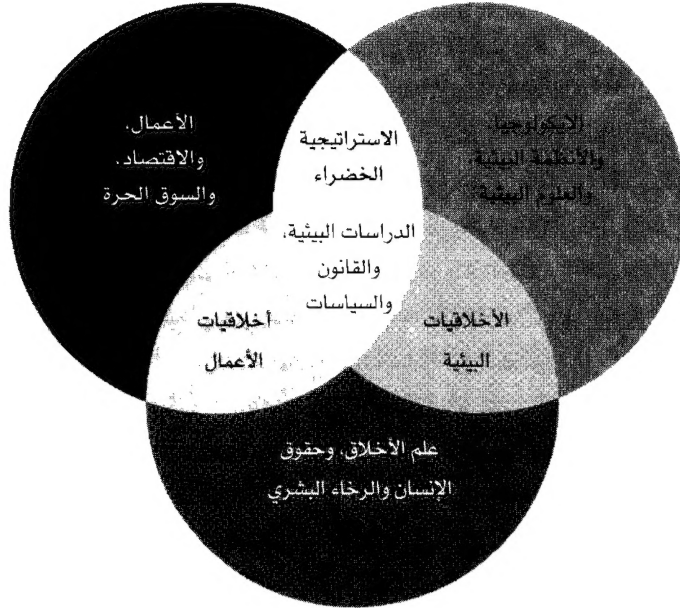 الأعمال،
والاقتصاد،
والسوق الحرة
الاستراتيجية
الخضراء
الايكولوجيا،
والأنظمة البيئية
والعلوم البيئية
الدراسات البيئية،
والقانون
والسياسات
أخلاقيات
الأعمال
الأخلاقيات
البيئية
علم الأخلاق، وحقوق
الإنسان والرخاء البشري